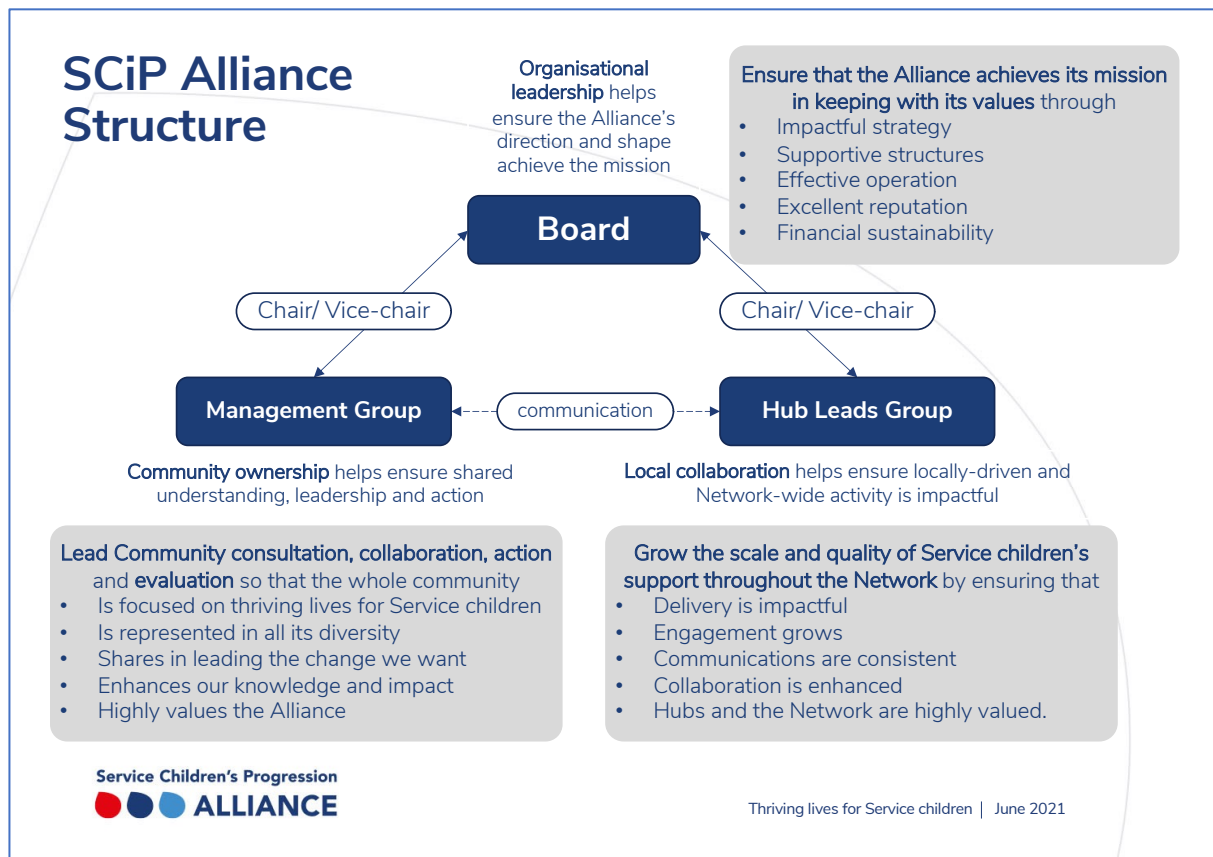 SCiP Alliance
Structure
Organisational
leadership helps
ensure the Alliance’s
direction and shape
achieve the mission
Ensure that the Alliance achieves its mission
in keeping with its values through
• Impactful strategy
• Supportive structures
• Effective operation
• Excellent reputation
• Financial sustainability
Board
Chair/ Vice-chair
Chair/ Vice-chair
Management Group
communication
Hub Leads Group
Community ownership helps ensure shared
understanding, leadership and action
Local collaboration helps ensure locally-driven and
Network-wide activity is impactful
Lead Community consultation, collaboration, action
and evaluation so that the whole community
• Is focused on thriving lives for Service children
• Is represented in all its diversity
• Shares in leading the change we want
• Enhances our knowledge and impact
• Highly values the Alliance
Grow the scale and quality of Service children’s
support throughout the Network by ensuring that
• Delivery is impactful
• Engagement grows
• Communications are consistent
• Collaboration is enhanced
• Hubs and the Network are highly valued.
Service Children’s Progression
ALLIANCE
Thriving lives for Service children | June 2021